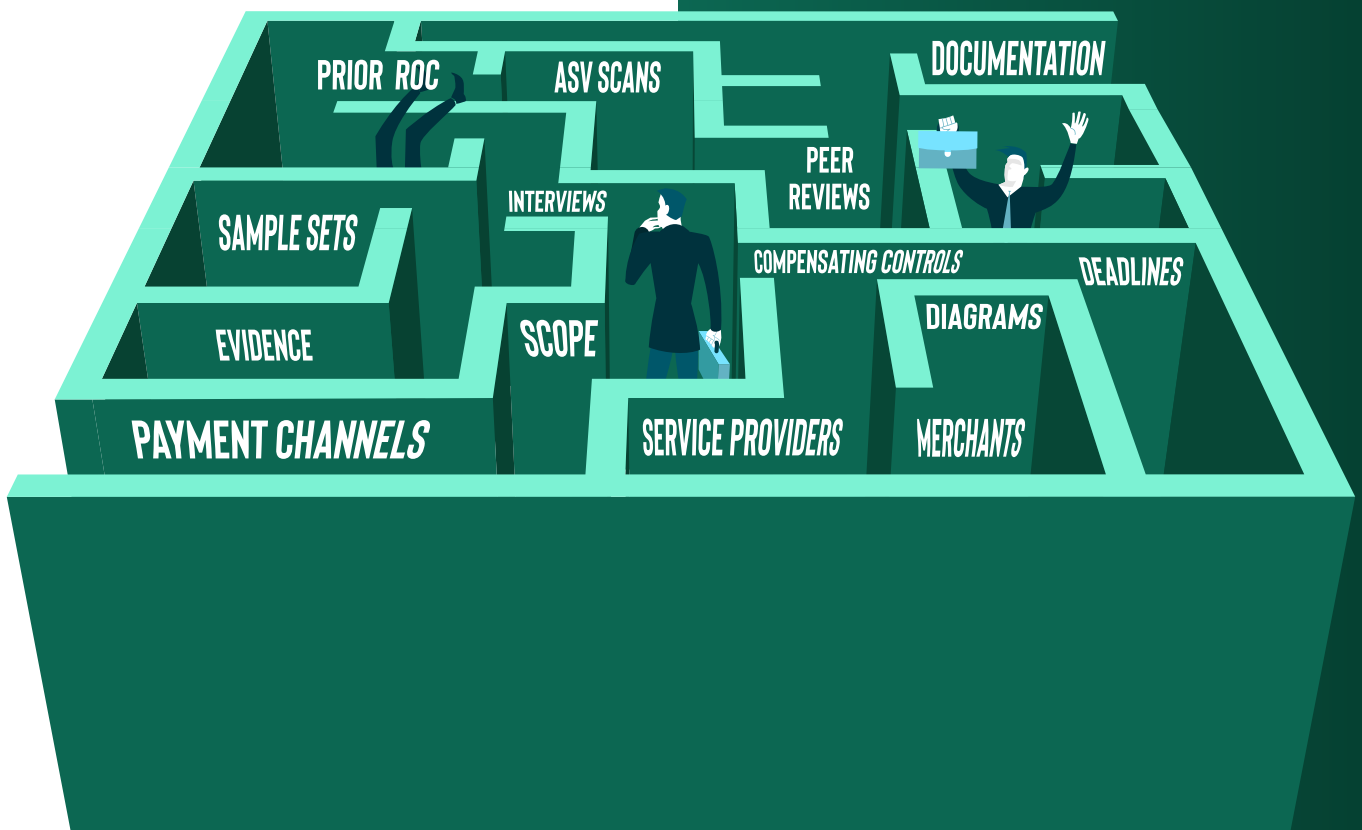 DOCUMENTATION
PRIOR ROC
ASV SCANS
PEER
REVIEWS
INTERVIEWS
SAMPLE SETS
COMPENSATING CONTROLS
DEADLINES
DIAGRAMS
SCOPE
EVIDENCE
PAYMENT CHANNELS
SERVICE PROVIDERS
MERCHANTS